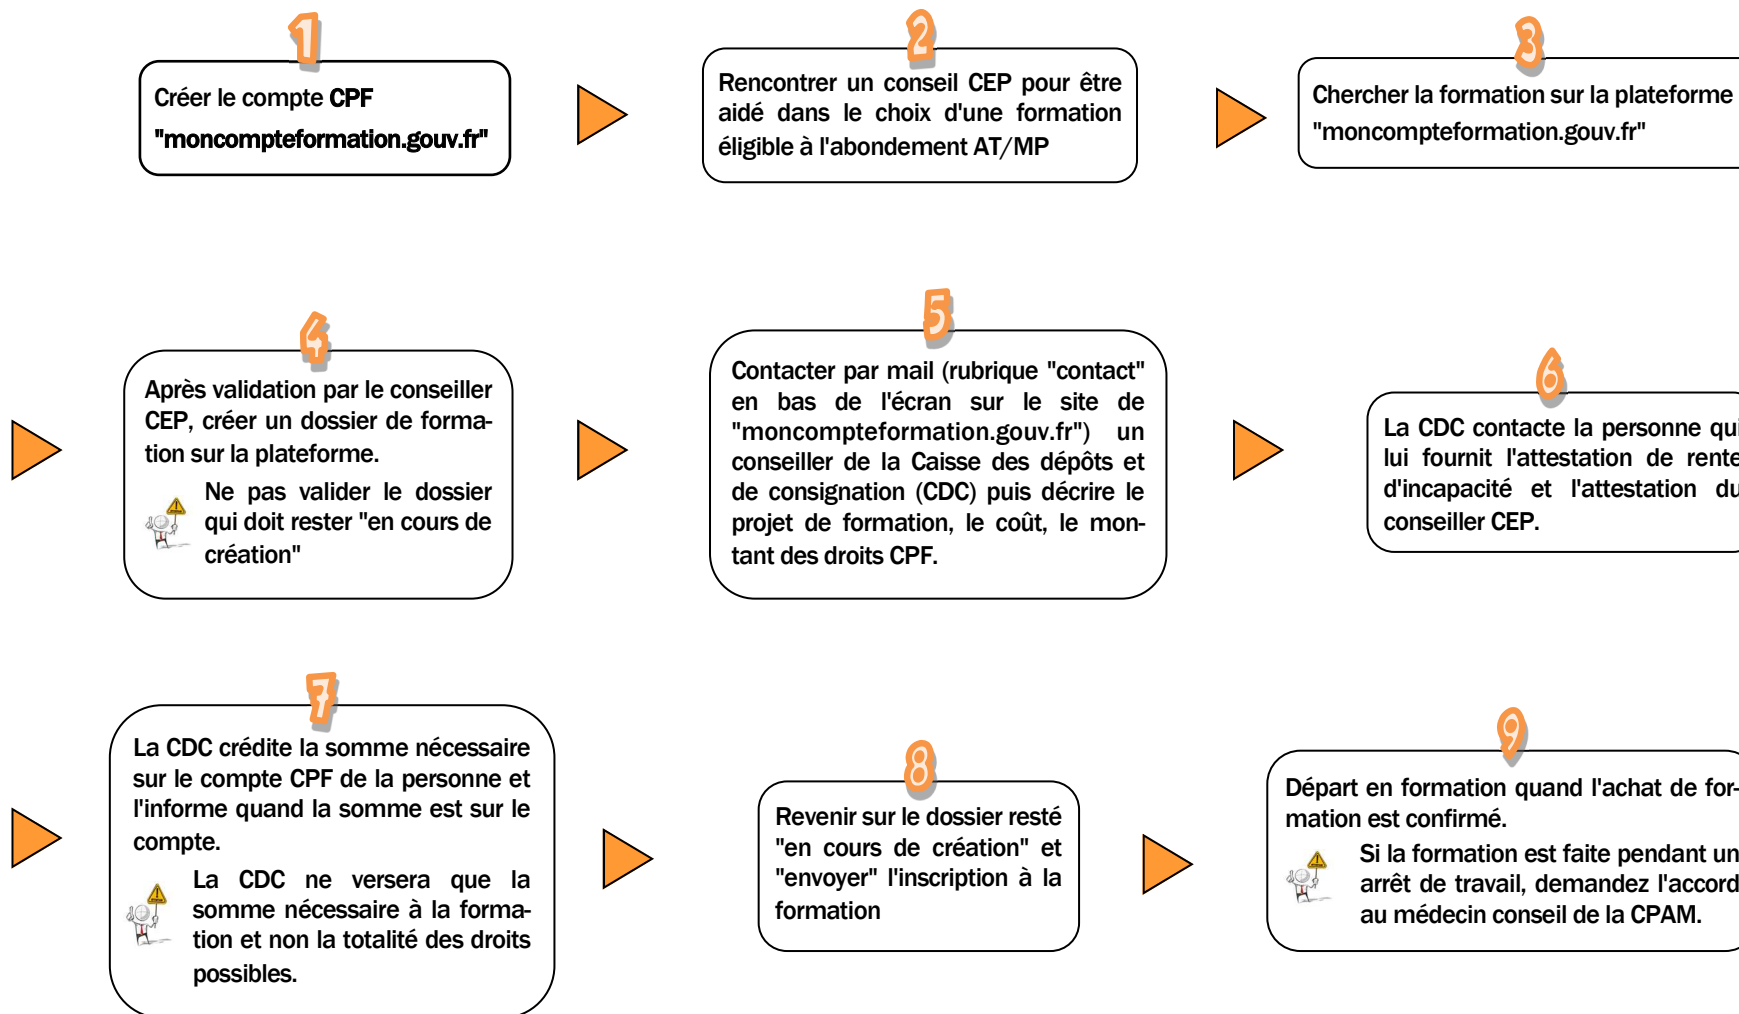 1
Créer le compte CPF
"moncompteformation.gouv.fr"
2
Rencontrer un conseil CEP pour être
aidé dans le choix d'une formation
éligible à l'abondement AT/MP
3
Chercher la formation sur la plateforme
"moncompteformation.gouv.fr"
4
Après validation par le conseiller
CEP, créer un dossier de forma-
tion sur la plateforme.
Ne pas valider le dossier
qui doit rester "en cours de
création"
5
Contacter par mail (rubrique "contact"
en bas de l'écran sur le site de
"moncompteformation.gouv.fr") un
conseiller de la Caisse des dépôts et
de consignation (CDC) puis décrire le
projet de formation, le coût, le mon-
tant des droits CPF.
6
La CDC contacte la personne qui
lui fournit l'attestation de rente
d'incapacité et l'attestation du
conseiller CEP.
7
La CDC crédite la somme nécessaire
sur le compte CPF de la personne et
l'informe quand la somme est sur le
compte.
La CDC ne versera que la
somme nécessaire à la forma-
tion et non la totalité des droits
possibles.
8
Revenir sur le dossier resté
"en cours de création" et
"envoyer" l'inscription à la
formation
9
Départ en formation quand l'achat de for-
mation est confirmé.
Si la formation est faite pendant un
arrêt de travail, demandez l'accord
au médecin conseil de la CPAM.